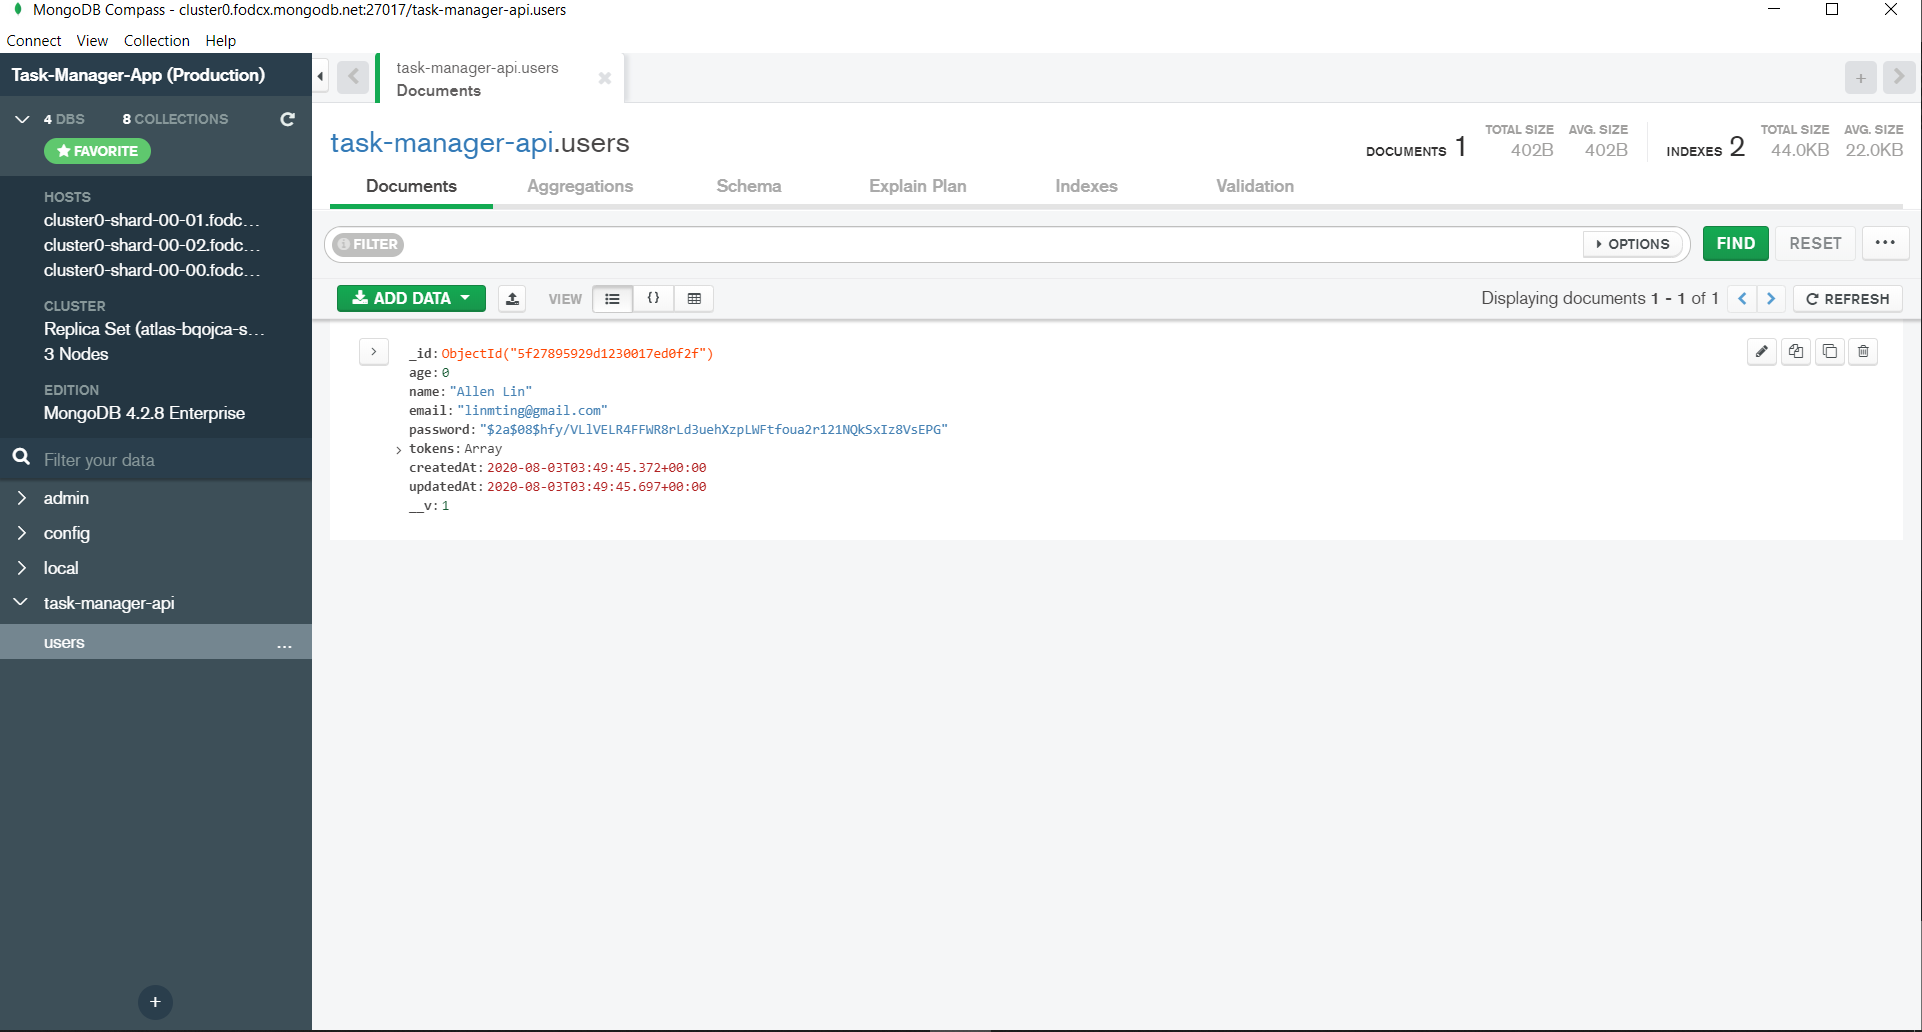 MongoDB Compass - cluster0.fodcx.mongodb.net:27017/task-manager-api.users
Connect View Collection Help
Task-Manager-App (Production)
4 DBS 8 COLLECTIONS
FAVORITE
HOSTS
cluster0-shard-00-01.fodc...
cluster0-shard-00-02.fodc...
cluster0-shard-00-00.fodc...
CLUSTER
Replica Set (atlas-bqojca-s...
3 Nodes
EDITION
MongoDB 4.2.8 Enterprise
Filter your data
admin
config
local
task-manager-api
users ...
task-manager-api.users
Documents
task-manager-api.users
DOCUMENTS 1 TOTAL SIZE 402B AVG. SIZE 402B INDEXES 2 TOTAL SIZE 44.0KB AVG. SIZE 22.0KB
Documents Aggregations Schema Explain Plan Indexes Validation
FILTER OPTIONS FIND RESET ...
ADD DATA VIEW {} Displaying documents 1 - 1 of 1 REFRESH
_id: ObjectId("5f27895929d1230017ed0f2f")
age: 0
name: "Allen Lin"
email: "linmting@gmail.com"
password: "$2a$08$hfy/VLlVELR4FFWR8rLd3uehXzpLWFtfoua2r121NQkSxIz8VsEPG"
tokens: Array
createdAt: 2020-08-03T03:49:45.372+00:00
updatedAt: 2020-08-03T03:49:45.697+00:00
__v: 1